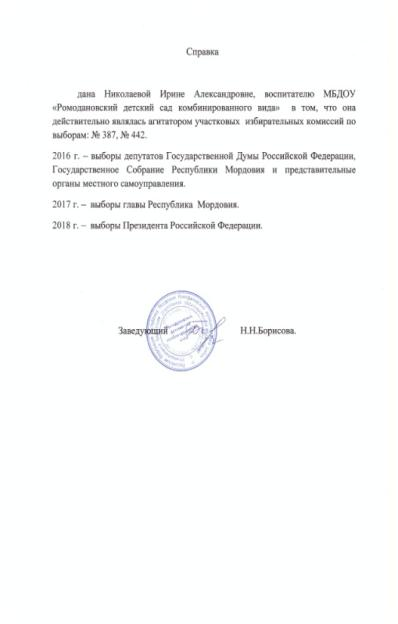 Справка
дана Николаевой Ирине Александровне, воспитателю МБДОУ
«Ромодановский детский сад комбинированного вида» в том, что она
действительно являлась агитатором участковых избирательных комиссий по
выборам: № 387, № 442.
2016 г. – выборы депутатов Государственной Думы Российской Федерации,
Государственное Собрание Республики Мордовия и представительные
органы местного самоуправления.
2017 г. – выборы главы Республика Мордовия.
2018 г. – выборы Президента Российской Федерации.
Заведующий Н.Н.Борисова.